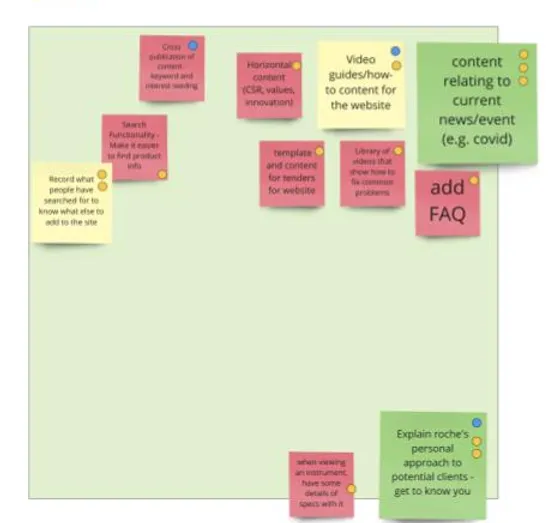 Cross
publication of
content -
keyword and
interest seeding
Horizontal
content
(CSR, values,
innovation)
Video
guides/how-
to content for
the website
content
relating to
current
news/event
(e.g. covid)
Search
Functionality -
Make it easier
to find product
info
template
and content
for tenders
for website
Library of
videos that
show how to
fix common
problems
add
FAQ
Record what
people have
searched for to
know what else to
add to the site
when viewing
an instrument,
have some
details of
specs with it
Explain roche's
personal
approach to
potential clients -
get to know you